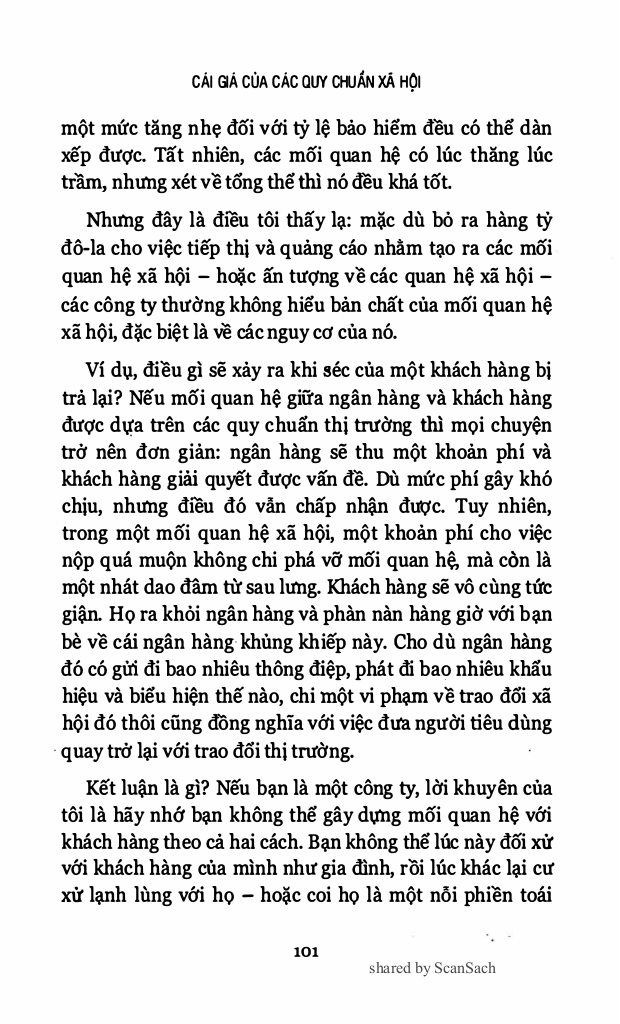 CÁI GIÁ CỦA CÁC QUY CHUẨN XÃ HỘI
một mức tăng nhẹ đối với tỷ lệ bảo hiểm đều có thể dàn
xếp được. Tất nhiên, các mối quan hệ có lúc thăng lúc
trầm, nhưng xét về tổng thể thì nó đều khá tốt.
Nhưng đây là điều tôi thấy lạ: mặc dù bỏ ra hàng tỷ
đô-la cho việc tiếp thị và quảng cáo nhằm tạo ra các mối
quan hệ xã hội – hoặc ấn tượng về các quan hệ xã hội –
các công ty thường không hiểu bản chất của mối quan hệ
xã hội, đặc biệt là về các nguy cơ của nó.
Ví dụ, điều gì sẽ xảy ra khi séc của một khách hàng bị
trả lại? Nếu mối quan hệ giữa ngân hàng và khách hàng
được dựa trên các quy chuẩn thị trường thì mọi chuyện
trở nên đơn giản: ngân hàng sẽ thu một khoản phí và
khách hàng giải quyết được vấn đề. Dù mức phí gây khó
chịu, nhưng điều đó vẫn chấp nhận được. Tuy nhiên,
trong một mối quan hệ xã hội, một khoản phí cho việc
nộp quá muộn không chỉ phá vỡ mối quan hệ, mà còn là
một nhát dao đâm từ sau lưng. Khách hàng sẽ vô cùng tức
giận. Họ ra khỏi ngân hàng và phàn nàn hàng giờ với bạn
bè về cái ngân hàng khủng khiếp này. Cho dù ngân hàng
đó có gửi đi bao nhiêu thông điệp, phát đi bao nhiêu khẩu
hiệu và biểu hiện thế nào, chỉ một vi phạm về trao đổi xã
hội đó thôi cũng đồng nghĩa với việc đưa người tiêu dùng
quay trở lại với trao đổi thị trường.
Kết luận là gì? Nếu bạn là một công ty, lời khuyên của
tôi là hãy nhớ bạn không thể gây dựng mối quan hệ với
khách hàng theo cả hai cách. Bạn không thể lúc này đối xử
với khách hàng của mình như gia đình, rồi lúc khác lại cư
xử lạnh lùng với họ – hoặc coi họ là một nỗi phiền toái
101
shared by ScanSach